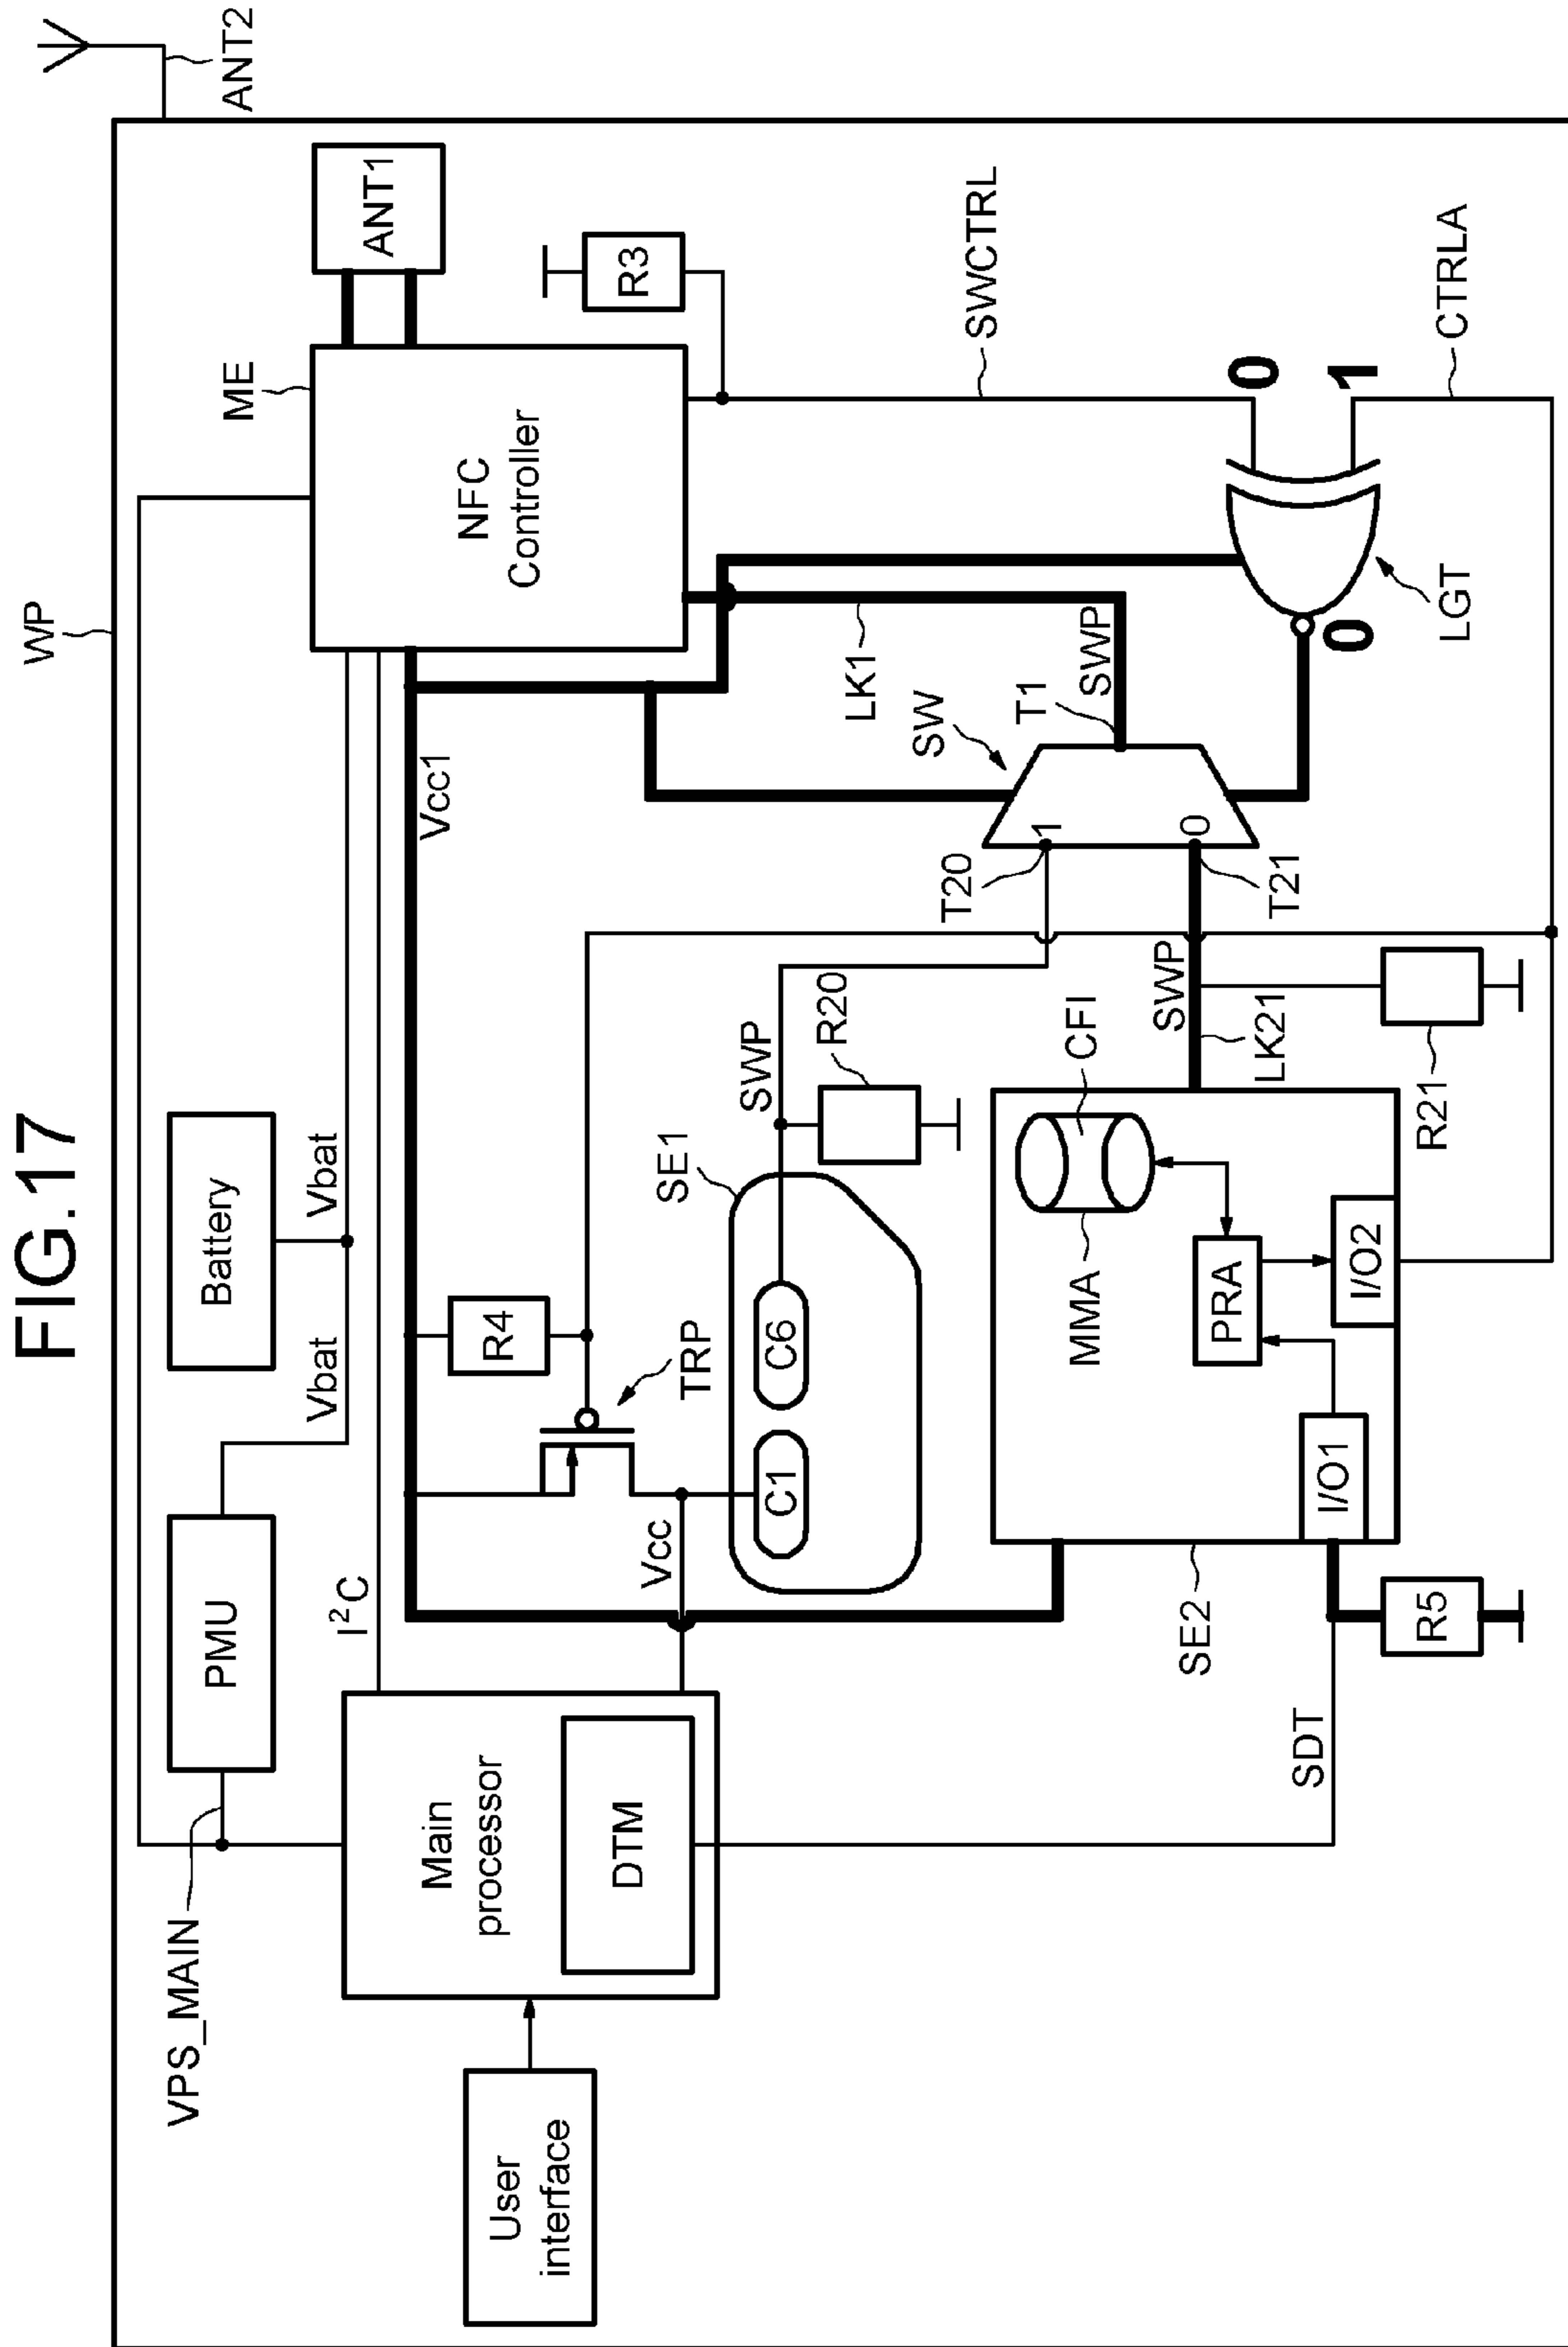 FIG.17
WP
ANT2
VPS_MAIN
PMU
Vbat
Battery
Vbat
ME
ANT1
User
interface
Main
processor
DTM
I²C
Vcc1
NFC
Controller
R3
R4
TRP
Vcc
C1
C6
SE1
SWP
R20
SW
T1
LK1
SWP
SWCTRL
T20
1
0
T21
0
1
0
LGT
CTRLA
SDT
SE2
R5
I/O1
I/O2
PRA
MMA
CFI
SWP
LK21
R21